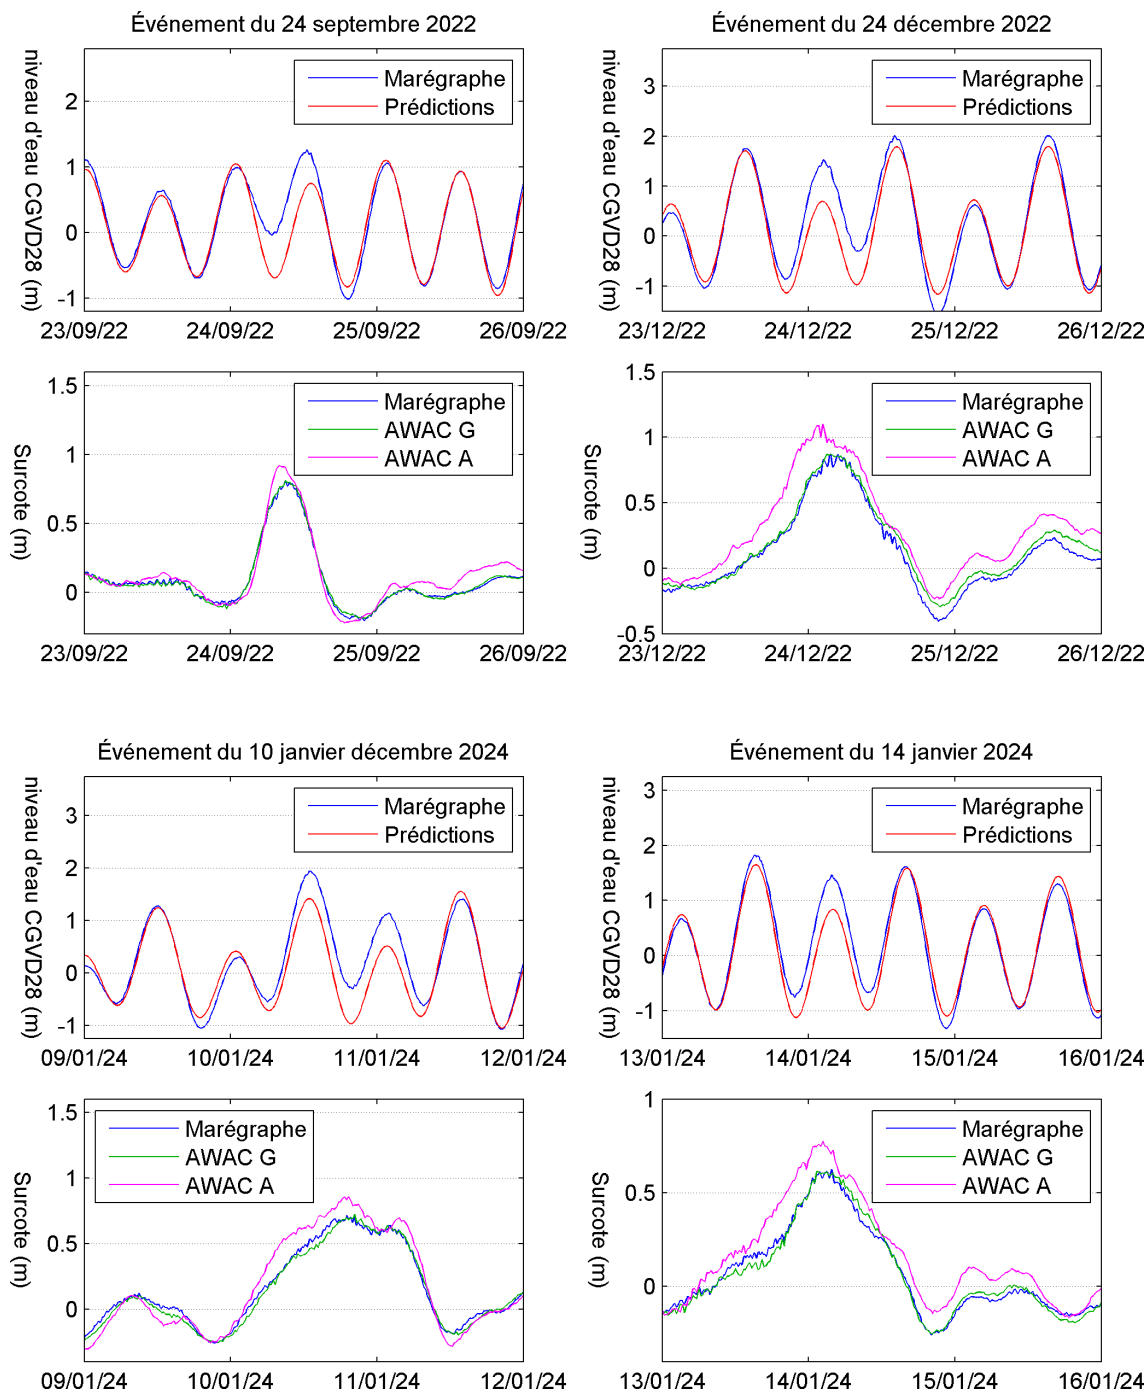 Événement du 24 septembre 2022
niveau d'eau CGVD28 (m)
Marégraphe
Prédictions
2
1
0
-1
23/09/22 24/09/22 25/09/22 26/09/22
Surcote (m)
Marégraphe
AWAC G
AWAC A
1.5
1
0.5
0
23/09/22 24/09/22 25/09/22 26/09/22
Événement du 24 décembre 2022
niveau d'eau CGVD28 (m)
Marégraphe
Prédictions
3
2
1
0
-1
23/12/22 24/12/22 25/12/22 26/12/22
Surcote (m)
Marégraphe
AWAC G
AWAC A
1.5
1
0.5
0
-0.5
23/12/22 24/12/22 25/12/22 26/12/22
Événement du 10 janvier décembre 2024
niveau d'eau CGVD28 (m)
Marégraphe
Prédictions
3
2
1
0
-1
09/01/24 10/01/24 11/01/24 12/01/24
Surcote (m)
Marégraphe
AWAC G
AWAC A
1.5
1
0.5
0
09/01/24 10/01/24 11/01/24 12/01/24
Événement du 14 janvier 2024
niveau d'eau CGVD28 (m)
Marégraphe
Prédictions
3
2
1
0
-1
13/01/24 14/01/24 15/01/24 16/01/24
Surcote (m)
Marégraphe
AWAC G
AWAC A
1
0.5
0
13/01/24 14/01/24 15/01/24 16/01/24